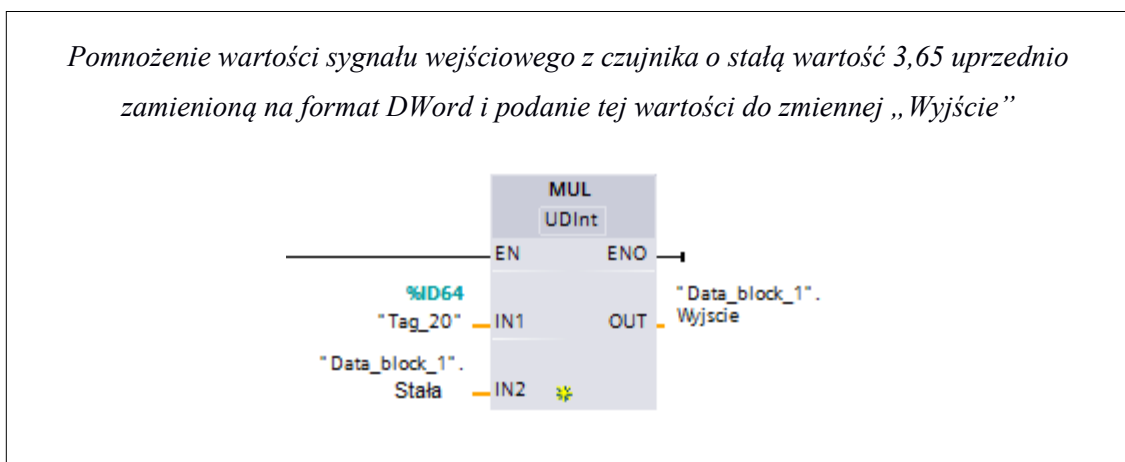 Pomnożenie wartości sygnału wejściowego z czujnika o stałą wartość 3,65 uprzednio
zamienioną na format DWord i podanie tej wartości do zmiennej „Wyjście”
MUL
UDInt
EN ENO
%ID64
"Tag_20" IN1
"Data_block_1".
OUT Wyjscie
"Data_block_1".
Stała IN2